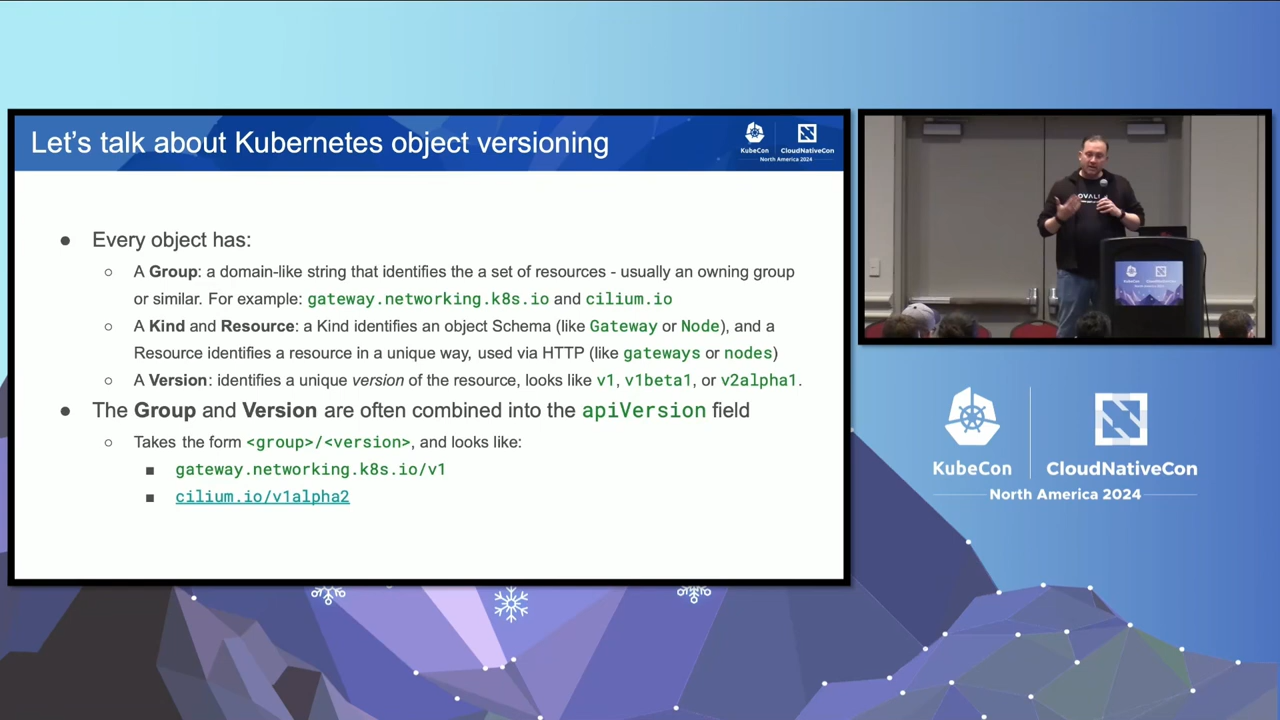 Let's talk about Kubernetes object versioning
KubeCon
CloudNativeCon
North America 2024
● Every object has:
○ A Group: a domain-like string that identifies the a set of resources - usually an owning group
or similar. For example: gateway.networking.k8s.io and cilium.io
○ A Kind and Resource: a Kind identifies an object Schema (like Gateway or Node), and a
Resource identifies a resource in a unique way, used via HTTP (like gateways or nodes)
○ A Version: identifies a unique version of the resource, looks like v1, v1beta1, or v2alpha1.
● The Group and Version are often combined into the apiVersion field
○ Takes the form <group>/<version>, and looks like:
■ gateway.networking.k8s.io/v1
■ cilium.io/v1alpha2
OVALE
KubeCon
CloudNativeCon
North America 2024